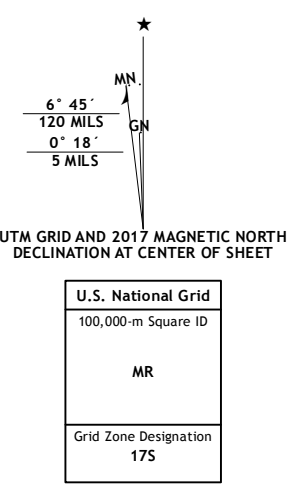 ★
MN
6° 45´
120 MILS
GN
0° 18´
5 MILS
UTM GRID AND 2017 MAGNETIC NORTH
DECLINATION AT CENTER OF SHEET
U.S. National Grid
100,000-m Square ID
MR
Grid Zone Designation
17S